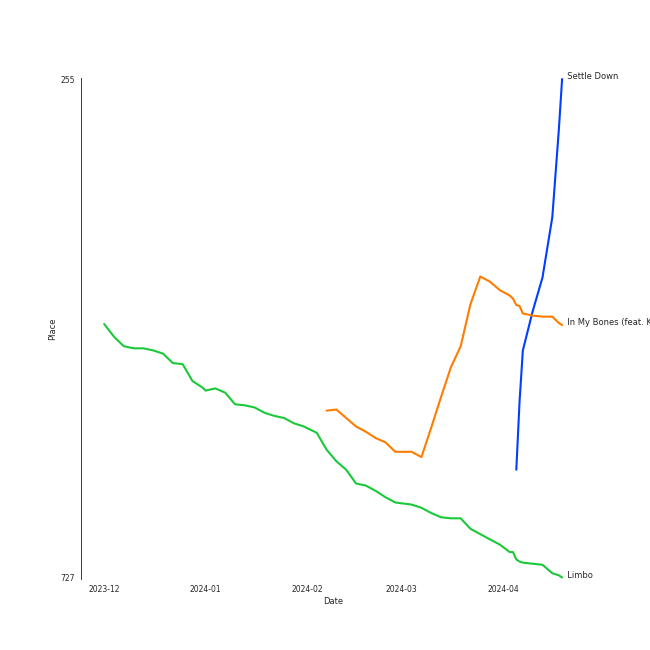 255
Settle Down
Place
In My Bones (feat. K
Limbo
727
2023-12
2024-01
2024-02
2024-03
2024-04
Date